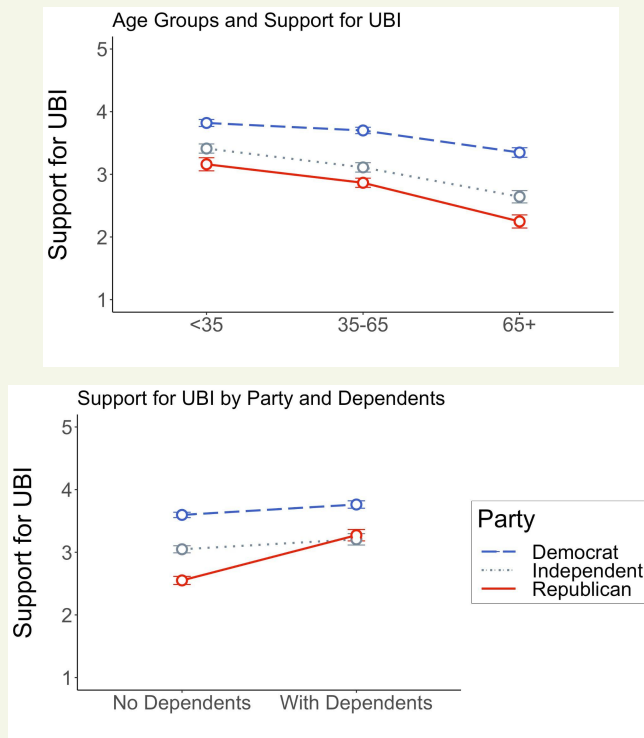 Age Groups and Support for UBI
Support for UBI
5
4
3
2
1
<35 35-65 65+
Support for UBI by Party and Dependents
Support for UBI
5
4
3
2
1
No Dependents With Dependents
Party
Democrat
Independent
Republican